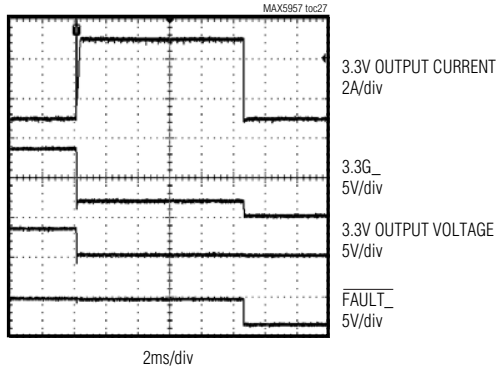 MAX5957 toc27
3.3V OUTPUT CURRENT
2A/div
3.3G_
5V/div
3.3V OUTPUT VOLTAGE
5V/div
FAULT_
5V/div
2ms/div